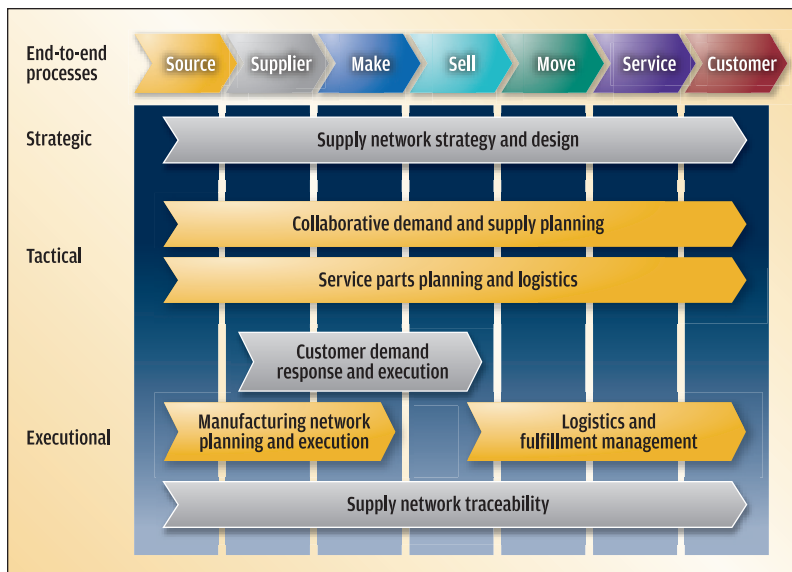 End-to-end
processes
Source
Supplier
Make
Sell
Move
Service
Customer
Strategic
Supply network strategy and design
Collaborative demand and supply planning
Tactical
Service parts planning and logistics
Customer demand
response and execution
Executional
Manufacturing network
planning and execution
Logistics and
fulfillment management
Supply network traceability